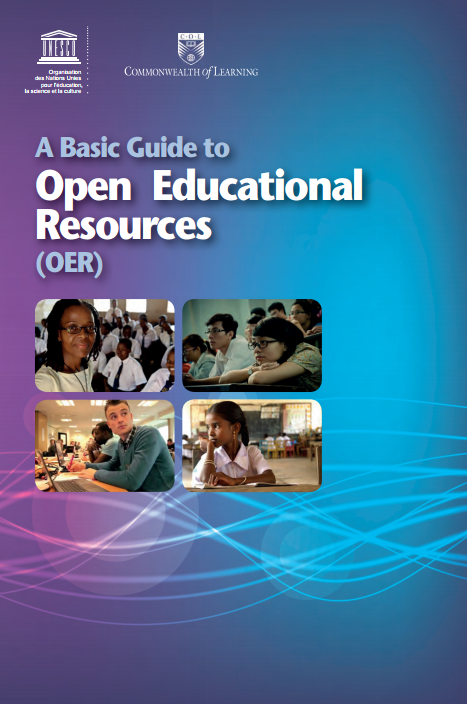 UNESCO
Organisation
des Nations Unies
pour l'éducation,
la science et la culture
C O L
COMMONWEALTH of LEARNING
A Basic Guide to
Open Educational
Resources
(OER)